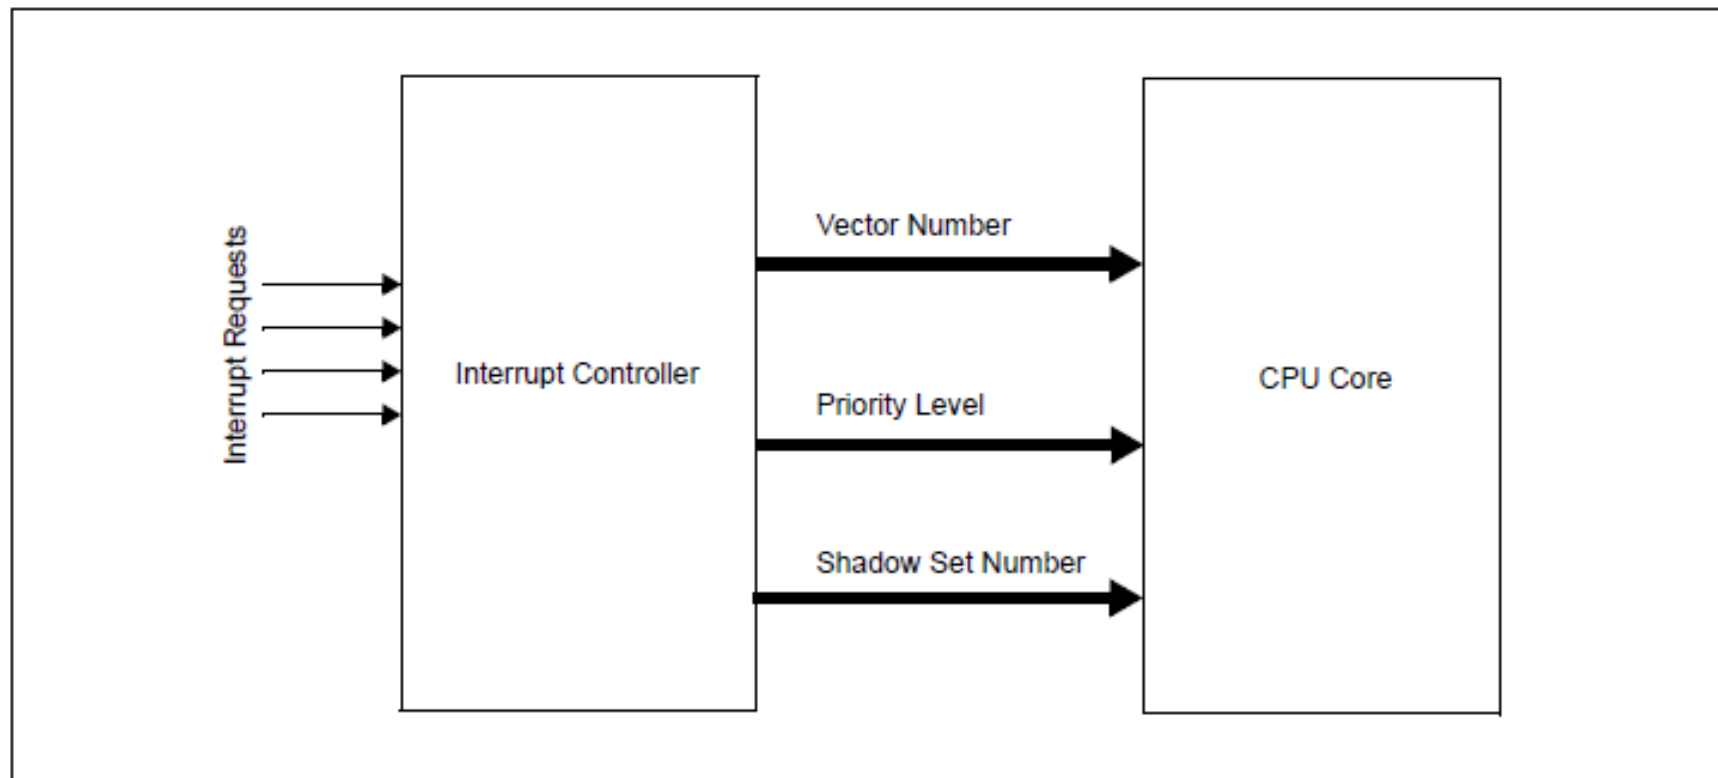 Interrupt Requests
Interrupt Controller
Vector Number
Priority Level
Shadow Set Number
CPU Core